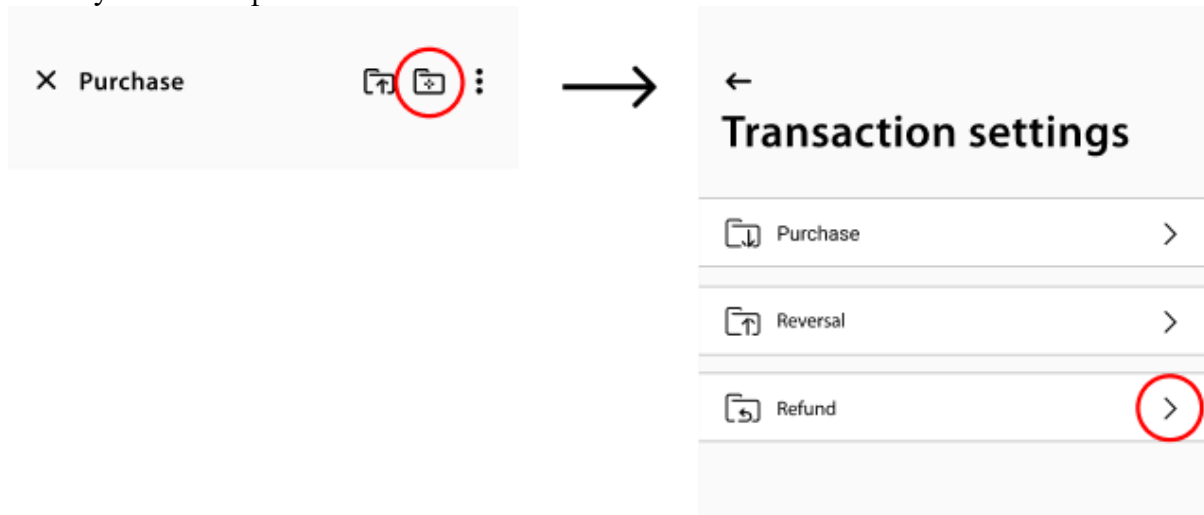 Purchase
Transaction settings
Purchase
Reversal
Refund